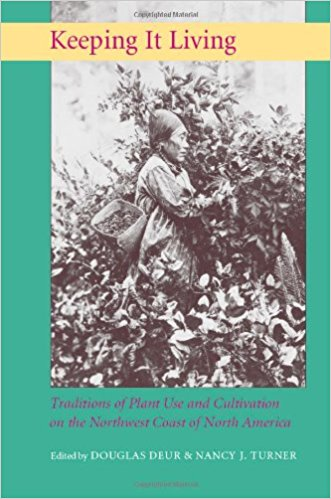 Keeping It Living
Traditions of Plant Use and Cultivation
on the Northwest Coast of North America
Edited by DOUGLAS DEUR & NANCY J. TURNER